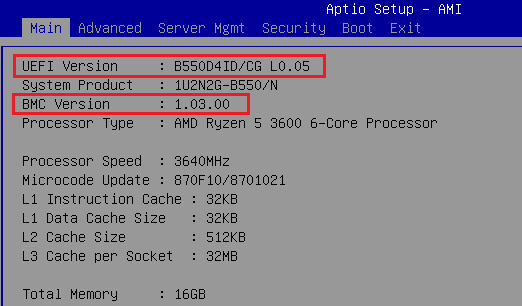 Aptio Setup - AMI
Main Advanced Server Mgmt Security Boot Exit
UEFI Version : B550D4ID/CG L0.05
System Product : 1U2N2G-B550/N
BMC Version : 1.03.00
Processor Type : AMD Ryzen 5 3600 6-Core Processor
Processor Speed : 3640MHz
Microcode Update : 870F10/8701021
L1 Instruction Cache : 32KB
L1 Data Cache Size : 32KB
L2 Cache Size : 512KB
L3 Cache per Socket : 32MB
Total Memory : 16GB